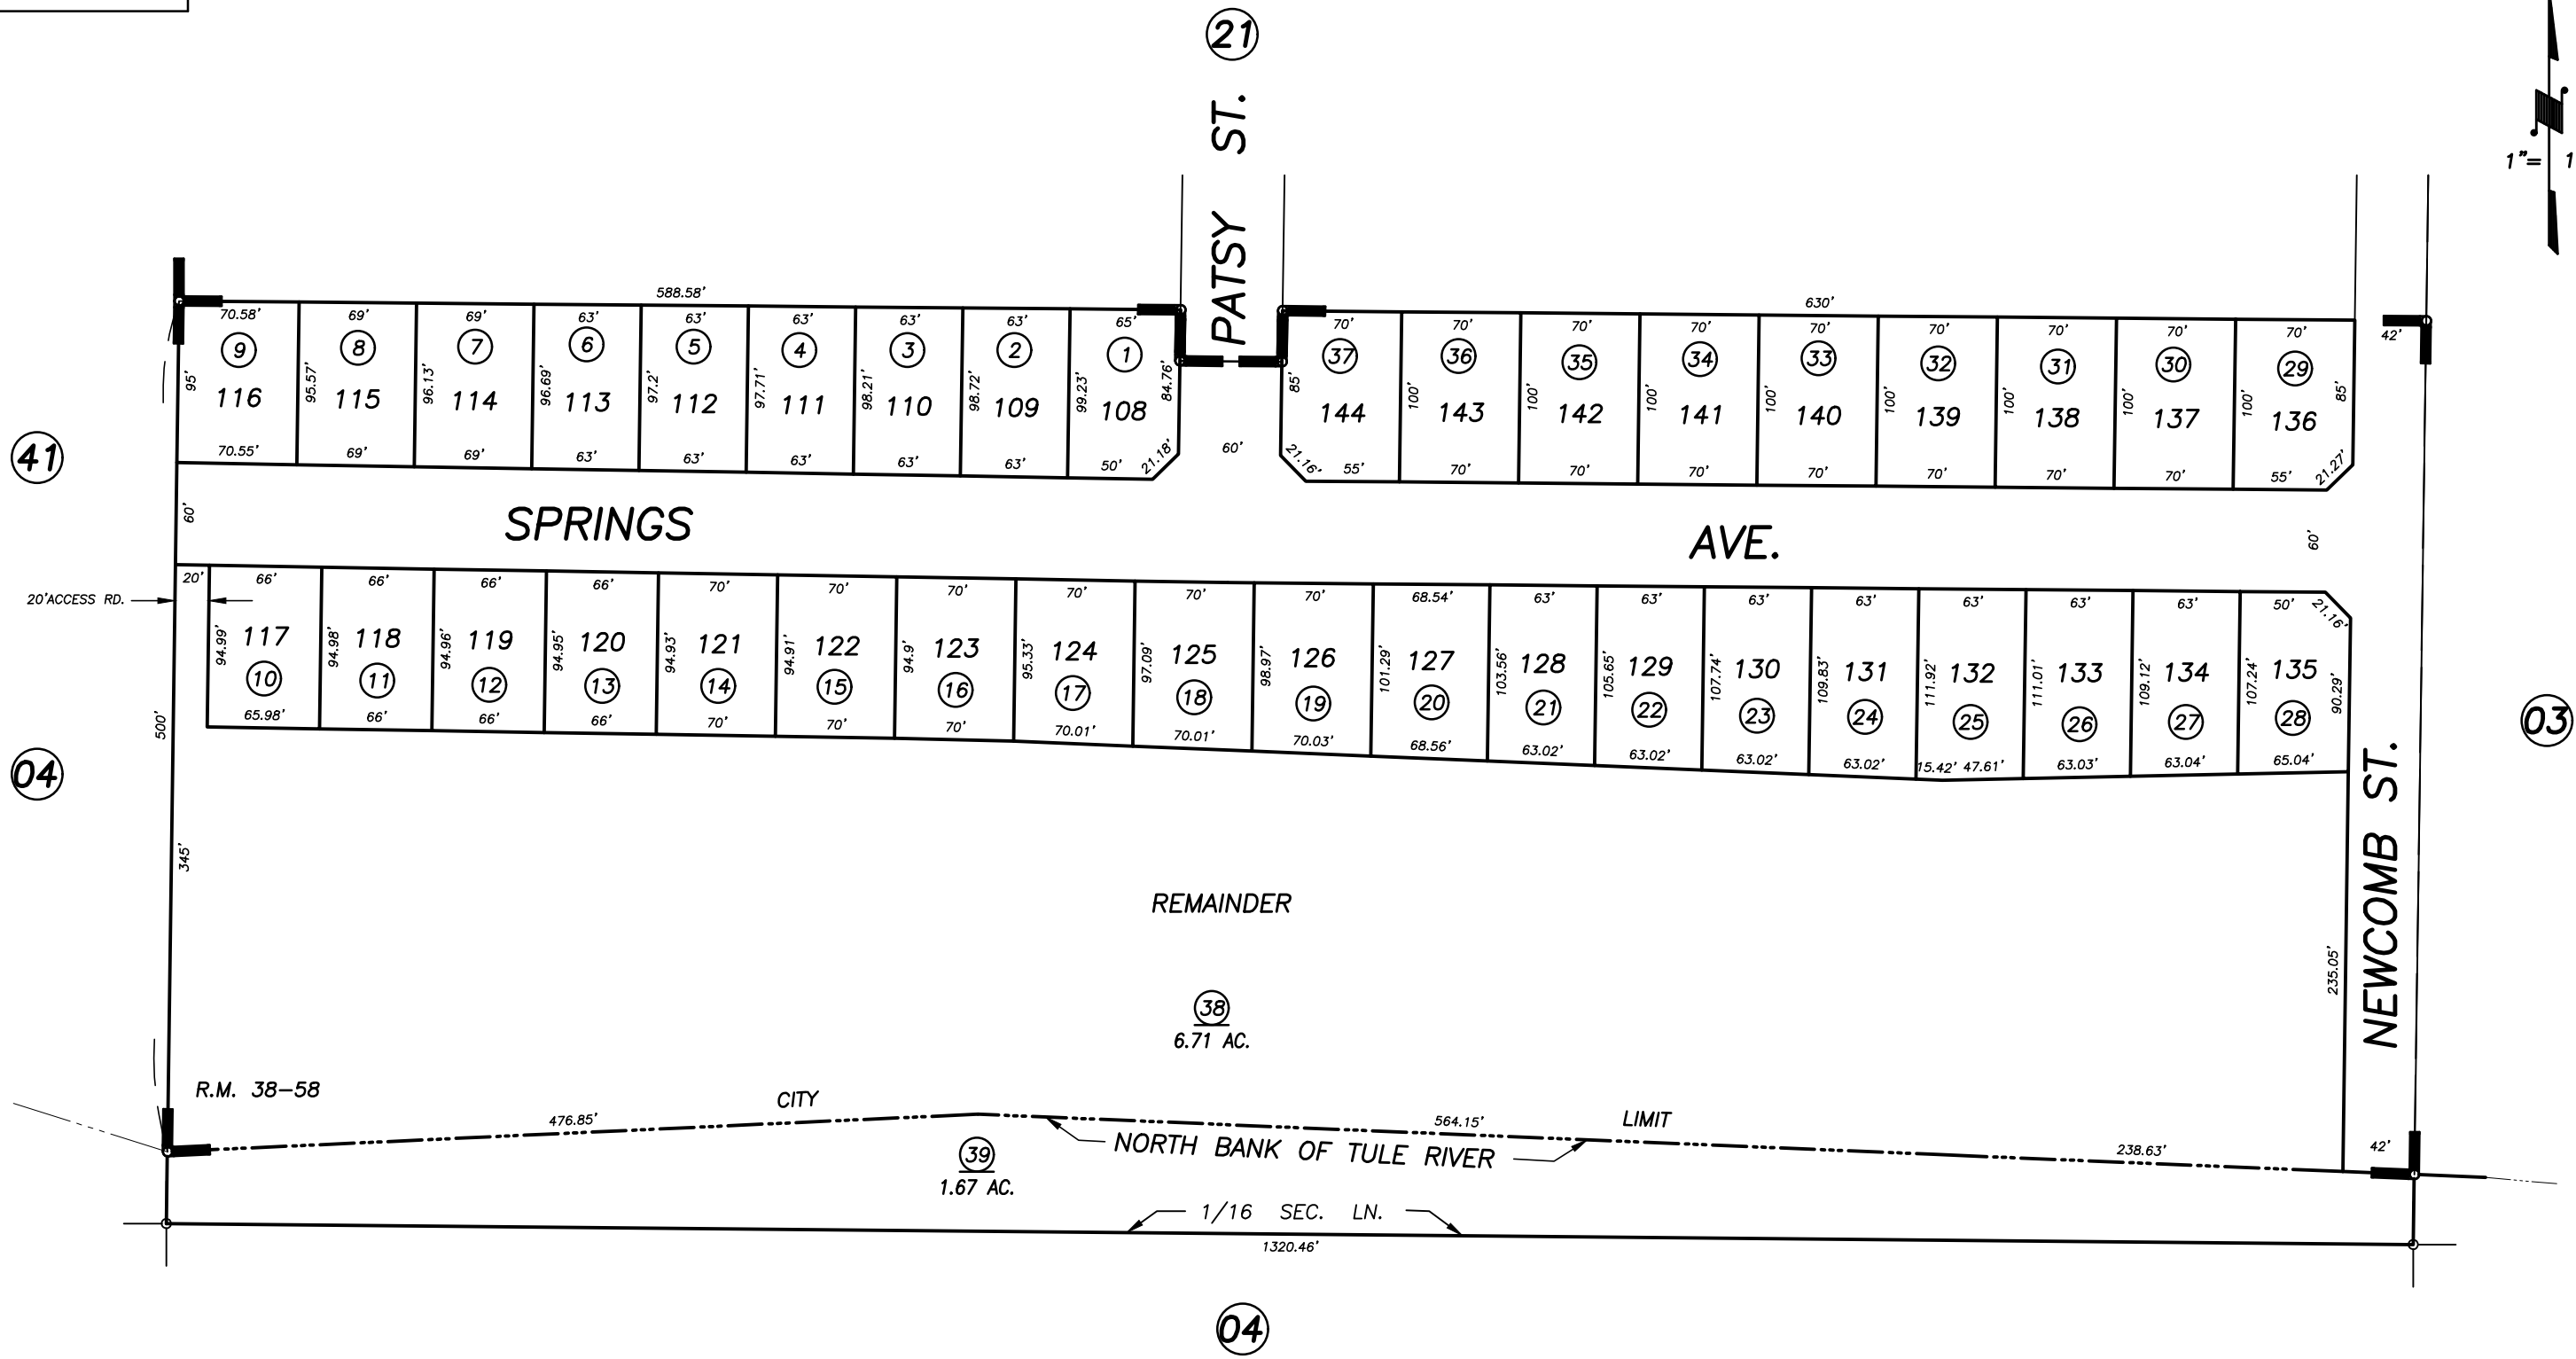 21
PATSY ST.
1"= 1
588.58'
630'
70.58' 69' 69' 63' 63' 63' 63' 63' 65'
70' 70' 70' 70' 70' 70' 70' 70' 70' 42'
9 8 7 6 5 4 3 2 1
37 36 35 34 33 32 31 30 29
95' 95.57' 96.13' 96.69' 97.2' 97.71' 98.21' 98.72' 99.23' 84.76'
85' 100' 100' 100' 100' 100' 100' 100' 100' 85'
116 115 114 113 112 111 110 109 108
144 143 142 141 140 139 138 137 136
70.55' 69' 69' 63' 63' 63' 63' 63' 50' 21.18'
60'
21.16' 55' 70' 70' 70' 70' 70' 70' 70' 55' 21.27'
41
60'
SPRINGS AVE.
60'
20' 66' 66' 66' 66' 70' 70' 70' 70' 70' 70' 68.54' 63' 63' 63' 63' 63' 63' 63' 50' 21.16'
20'ACCESS RD.
94.99' 94.98' 94.96' 94.95' 94.93' 94.91' 94.9' 95.33' 97.09' 98.97' 101.29' 103.56' 105.65' 107.74' 109.83' 111.92' 111.01' 109.12' 107.24' 90.29'
117 118 119 120 121 122 123 124 125 126 127 128 129 130 131 132 133 134 135
10 11 12 13 14 15 16 17 18 19 20 21 22 23 24 25 26 27 28
65.98' 66' 66' 66' 70' 70' 70' 70.01' 70.01' 70.03' 68.56' 63.02' 63.02' 63.02' 63.02' 15.42' 47.61' 63.03' 63.04' 65.04'
500'
03
04
345'
REMAINDER
235.05'
NEWCOMB ST.
38
6.71 AC.
R.M. 38-58
476.85'
CITY
564.15'
LIMIT
238.63'
42'
NORTH BANK OF TULE RIVER
39
1.67 AC.
1/16 SEC. LN.
1320.46'
04